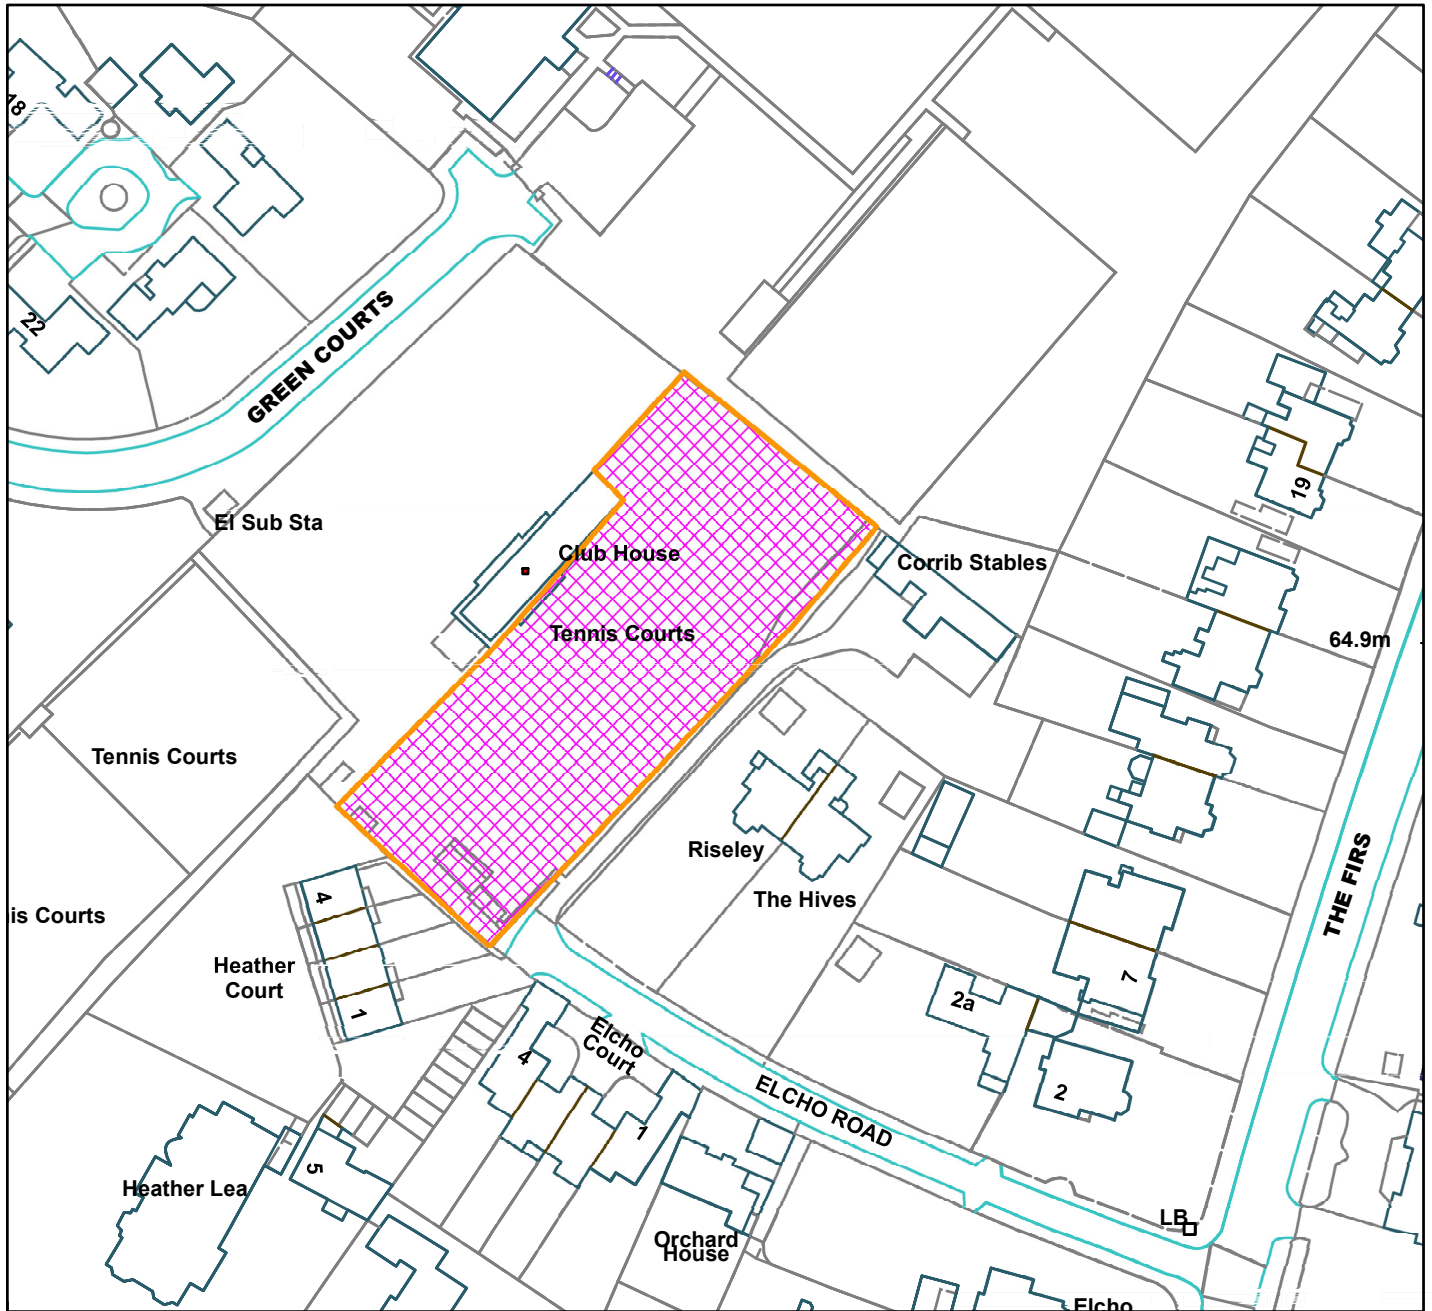 18
22
GREEN COURTS
El Sub Sta
Club House
Corrib Stables
19
Tennis Courts
64.9m
Tennis Courts
Riseley
The Hives
THE FIRS
is Courts
4
Heather
Court
1
7
2a
Elcho
Court
4
1
ELCHO ROAD
2
5
Heather Lea
Orchard
House
LB
Elcho